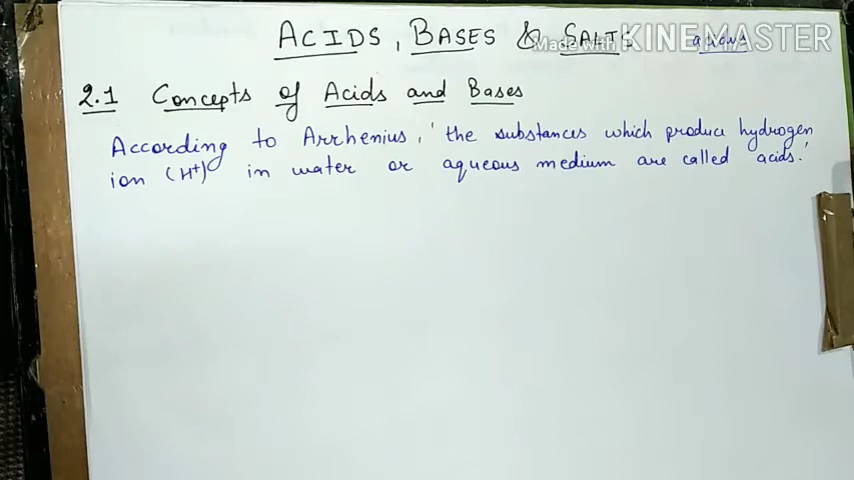 ACIDS, BASES & SALTS
Made with KINEMASTER
2.1 Concepts of Acids and Bases
According to Arrhenius, 'the substances which produce hydrogen
ion (H+) in water or aqueous medium are called acids.'